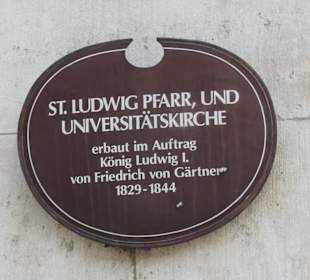 ST. LUDWIG PFARR, UND
UNIVERSITÄTSKIRCHE
erbaut im Auftrag
König Ludwig I.
von Friedrich von Gärtner
1829-1844